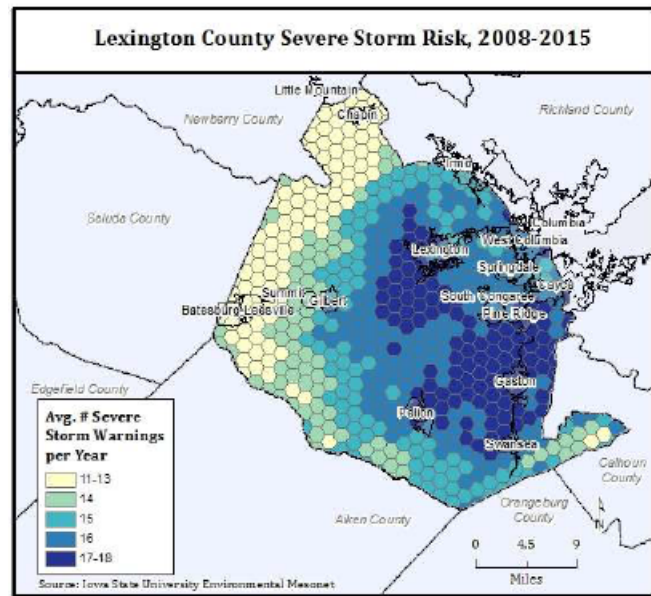 Lexington County Severe Storm Risk, 2008-2015
Little Mountain
Chapin
Newberry County
Richland County
Irmo
Saluda County
Columbia
West Columbia
Lexington
Springdale
Cayce
Summit
Gilbert
South Congaree
Batesburg-Leesville
Pine Ridge
Edgefield County
Gaston
Pelion
Swansea
Calhoun
County
Orangeburg
County
Aiken County
N
Avg. # Severe
Storm Warnings
per Year
11-13
14
15
16
17-18
0 4.5 9
Miles
Source: Iowa State University Environmental Mesonet